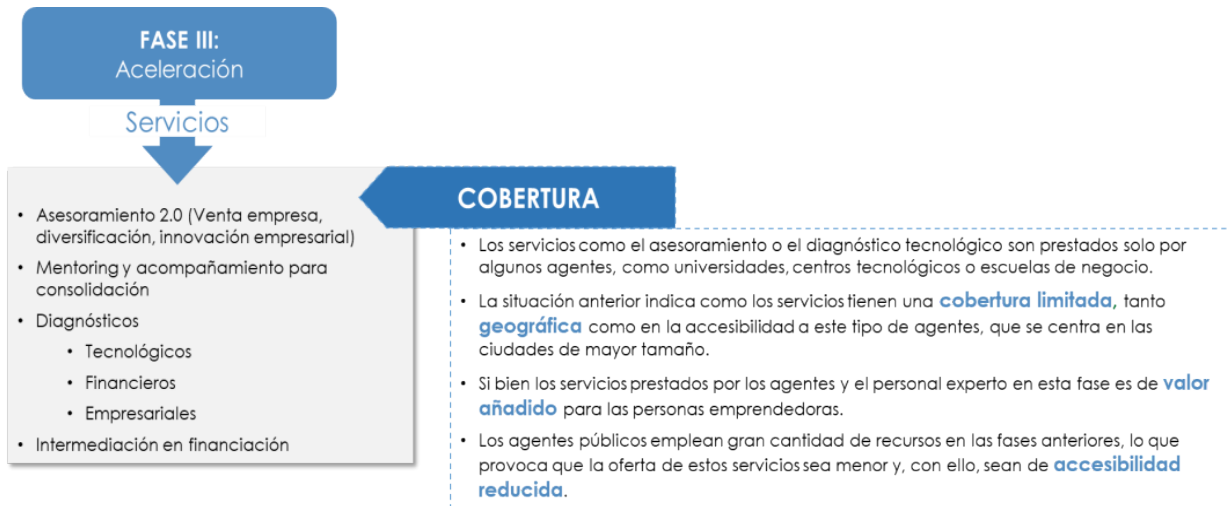 FASE III:
Aceleración
Servicios
• Asesoramiento 2.0 (Venta empresa,
diversificación, innovación empresarial)
• Mentoring y acompañamiento para
consolidación
• Diagnósticos
• Tecnológicos
• Financieros
• Empresariales
• Intermediación en financiación
COBERTURA
• Los servicios como el asesoramiento o el diagnóstico tecnológico son prestados solo por
algunos agentes, como universidades, centros tecnológicos o escuelas de negocio.
• La situación anterior indica como los servicios tienen una cobertura limitada, tanto
geográfica como en la accesibilidad a este tipo de agentes, que se centra en las
ciudades de mayor tamaño.
• Si bien los servicios prestados por los agentes y el personal experto en esta fase es de valor
añadido para las personas emprendedoras.
• Los agentes públicos emplean gran cantidad de recursos en las fases anteriores, lo que
provoca que la oferta de estos servicios sea menor y, con ello, sean de accesibilidad
reducida.